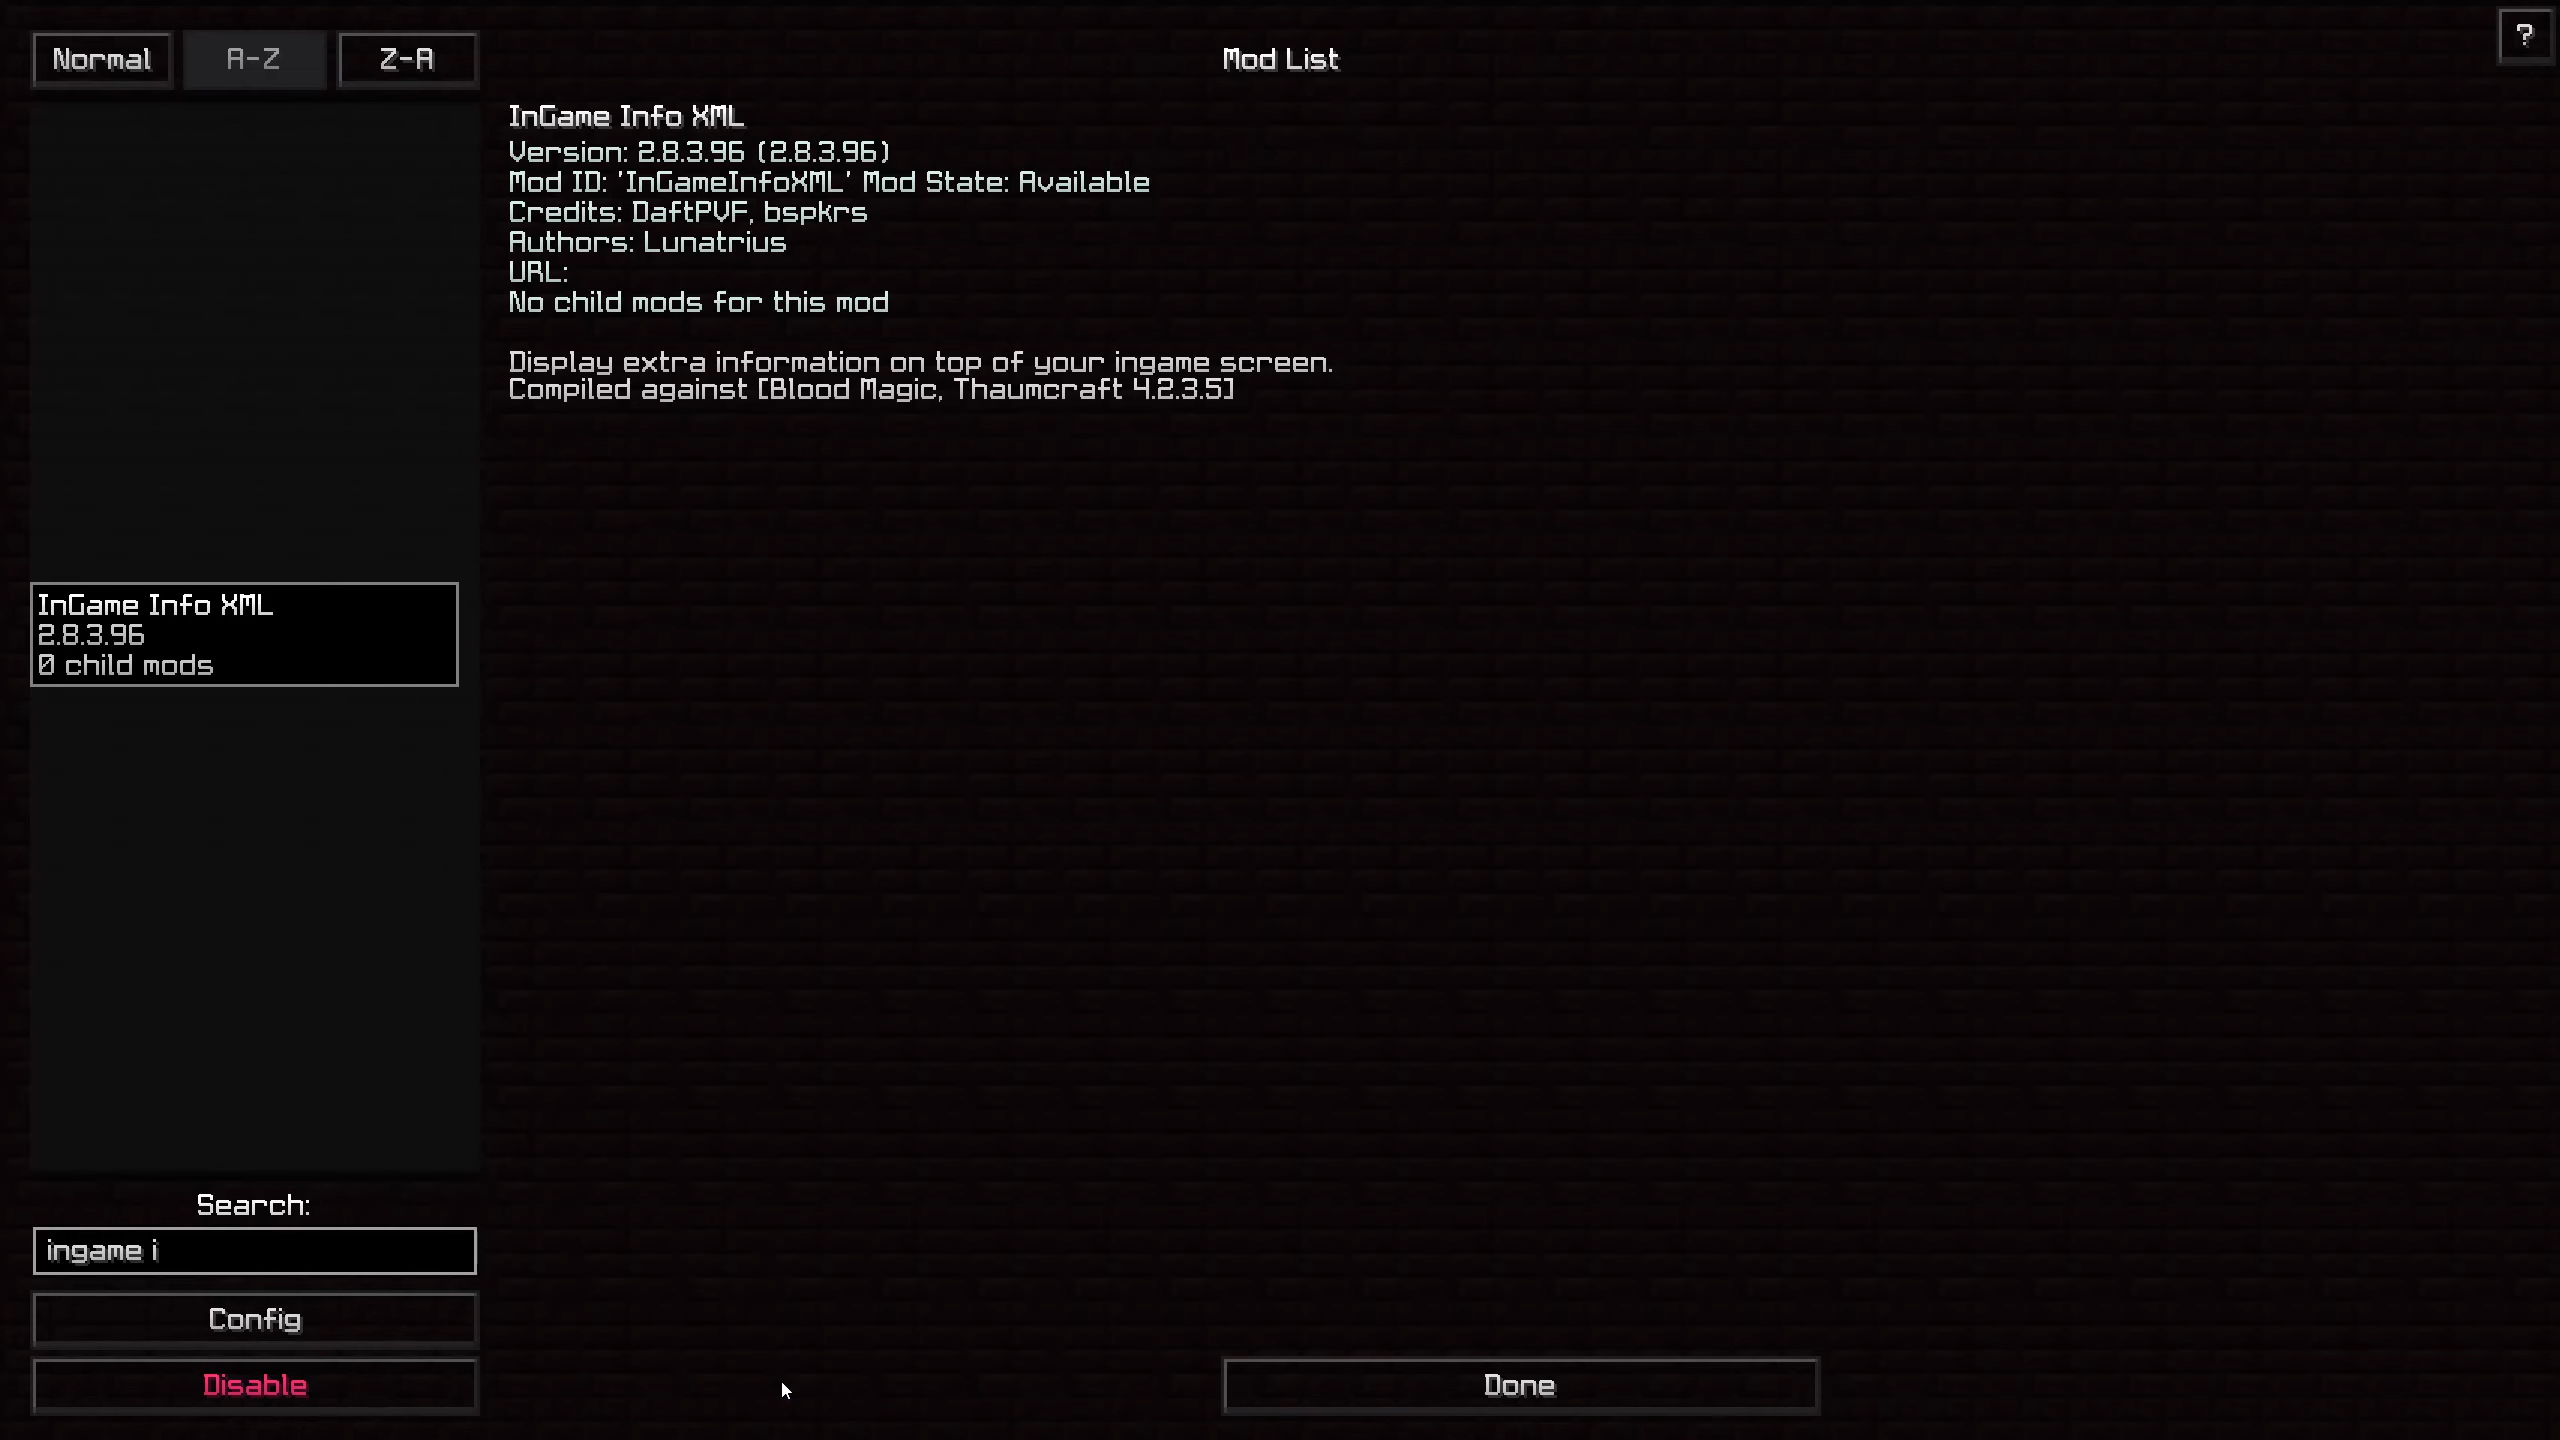 Normal
A-Z
Z-A
Mod List
?
InGame Info XML
Version: 2.8.3.96 (2.8.3.96)
Mod ID: 'InGameInfoXML' Mod State: Available
Credits: DaftPVF, bspkrs
Authors: Lunatrius
URL:
No child mods for this mod
Display extra information on top of your ingame screen.
Compiled against [Blood Magic, Thaumcraft 4.2.3.5]
InGame Info XML
2.8.3.96
0 child mods
Search:
ingame i
Config
Disable
Done